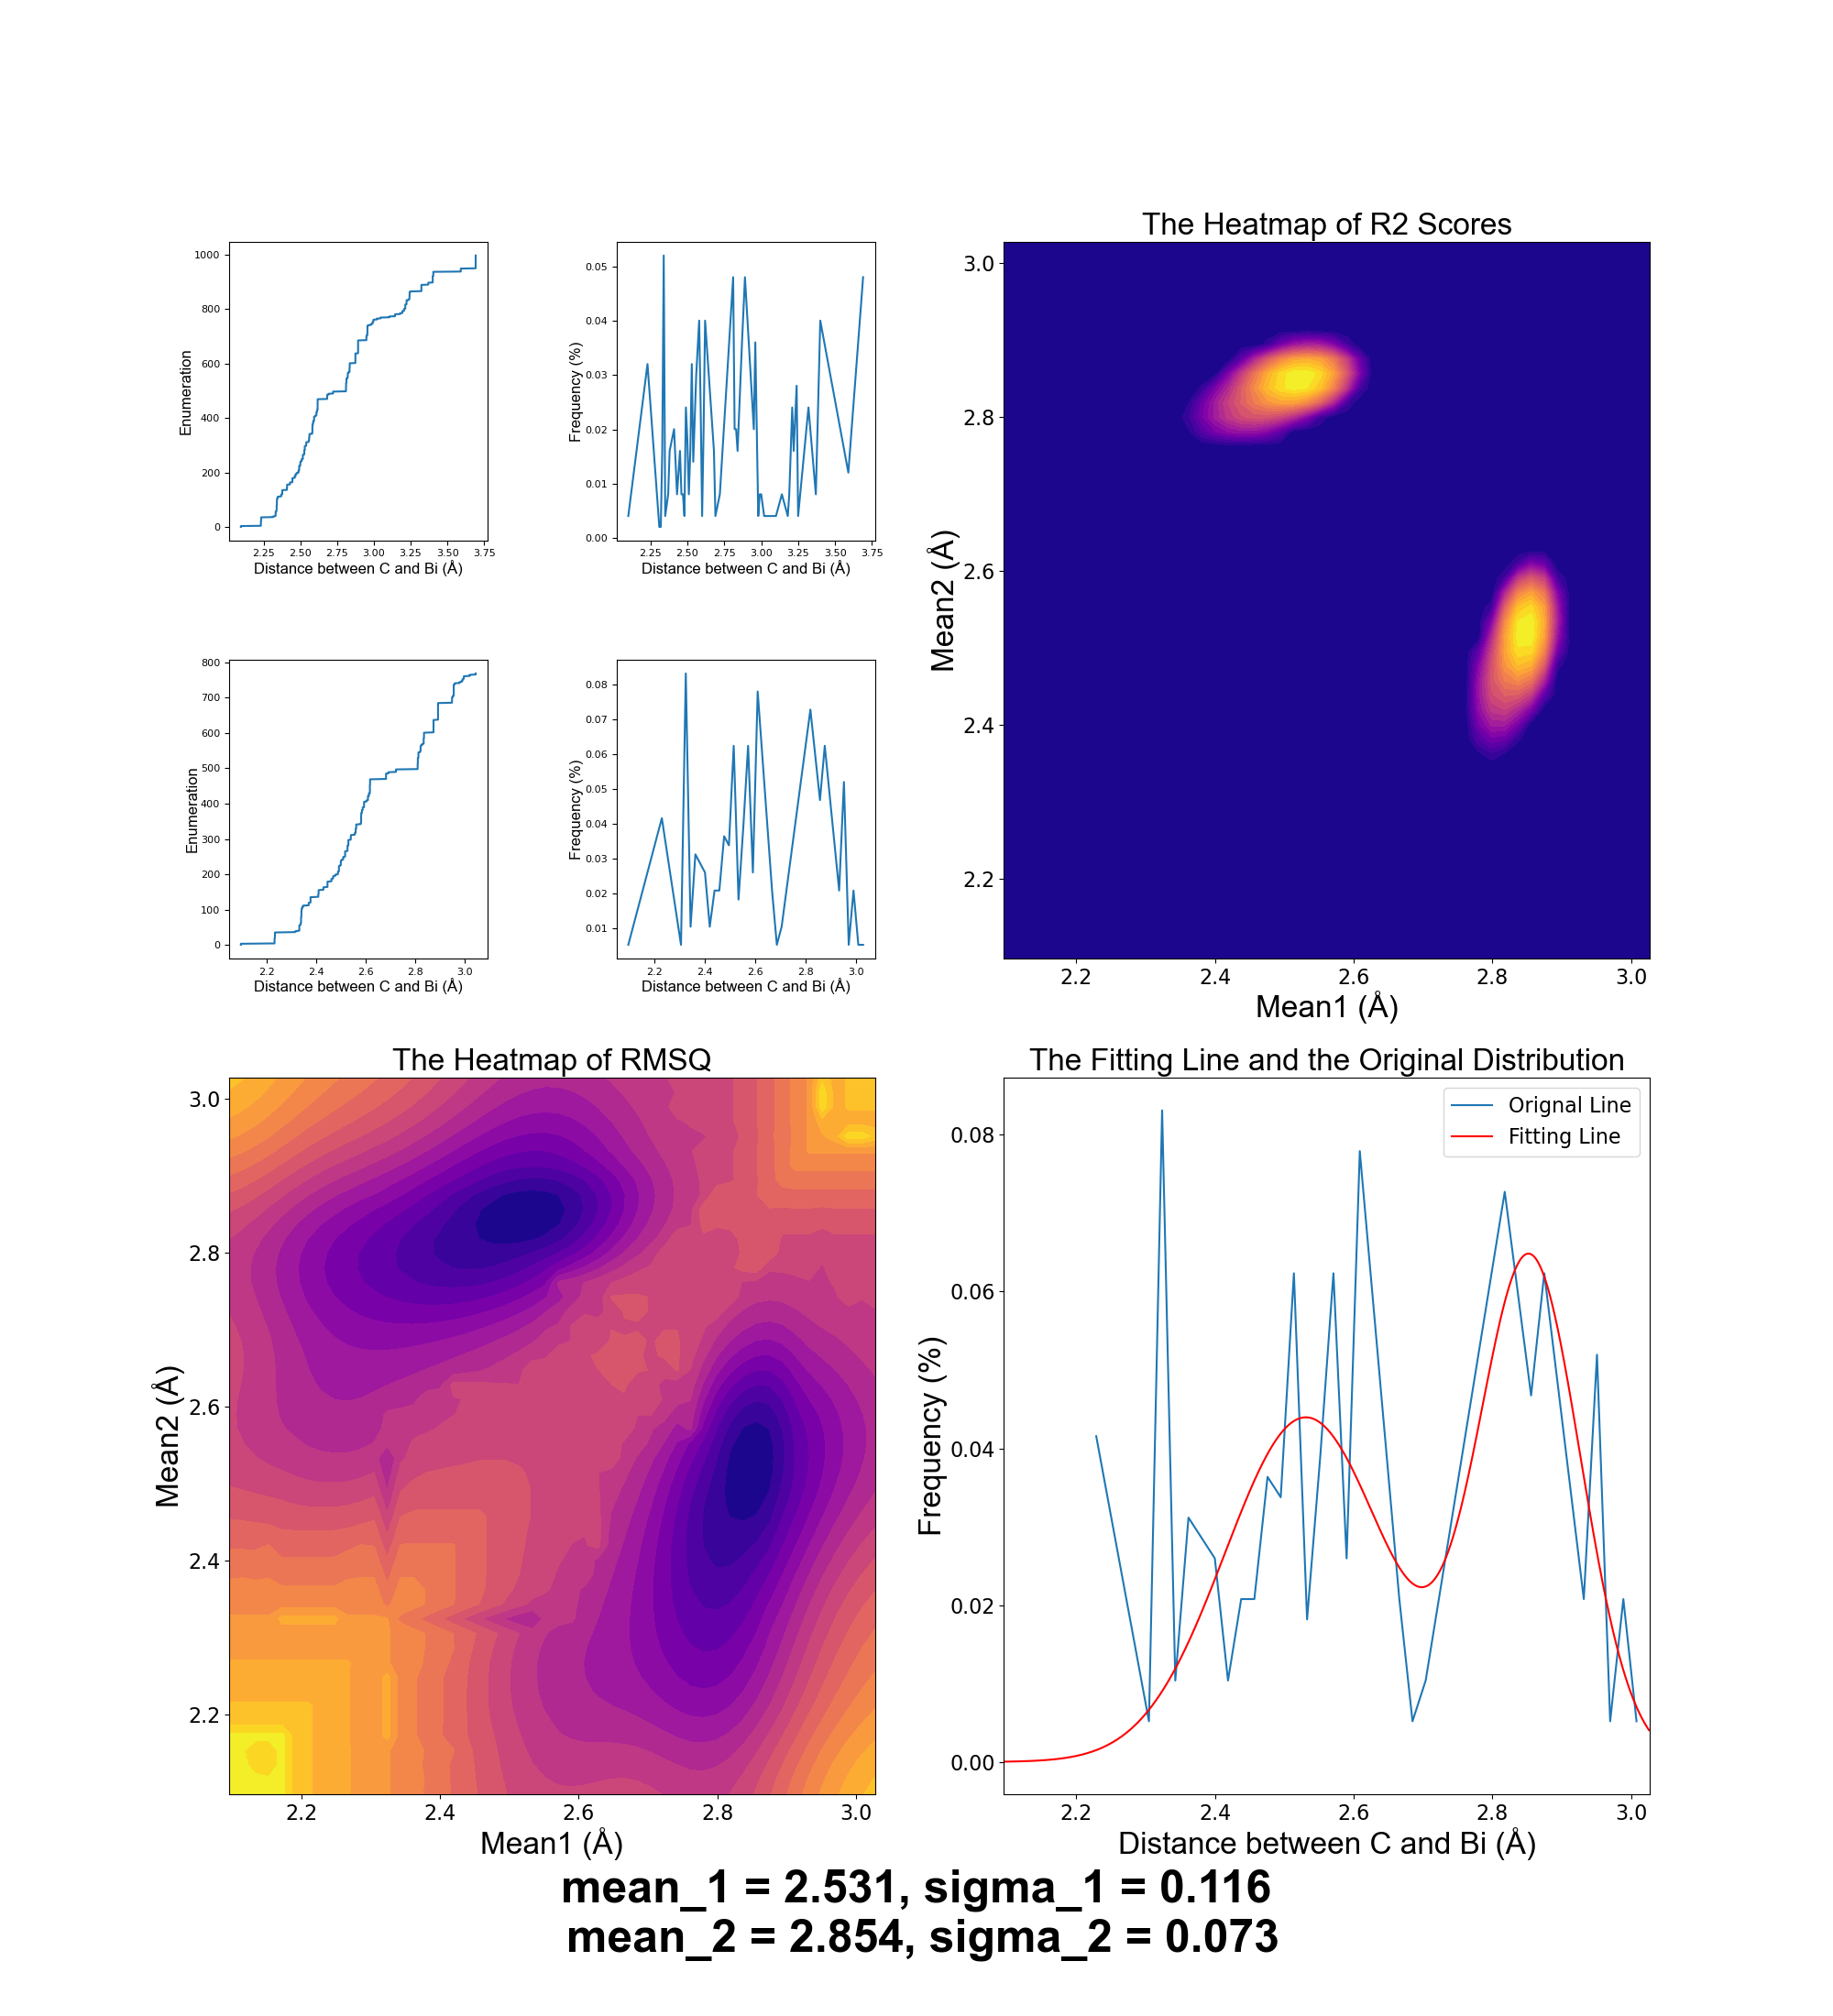 The Heatmap of R2 Scores
1000
800
600
400
200
0
Enumeration
2.25 2.50 2.75 3.00 3.25 3.50 3.75
Distance between C and Bi (Å)
0.05
0.04
0.03
0.02
0.01
0.00
Frequency (%)
2.25 2.50 2.75 3.00 3.25 3.50 3.75
Distance between C and Bi (Å)
3.0
2.8
2.6
2.4
2.2
Mean2 (Å)
2.2 2.4 2.6 2.8 3.0
Mean1 (Å)
800
700
600
500
400
300
200
100
0
Enumeration
2.2 2.4 2.6 2.8 3.0
Distance between C and Bi (Å)
0.08
0.07
0.06
0.05
0.04
0.03
0.02
0.01
Frequency (%)
2.2 2.4 2.6 2.8 3.0
Distance between C and Bi (Å)
The Heatmap of RMSQ
3.0
2.8
2.6
2.4
2.2
Mean2 (Å)
2.2 2.4 2.6 2.8 3.0
Mean1 (Å)
The Fitting Line and the Original Distribution
Orignal Line
Fitting Line
0.08
0.06
0.04
0.02
0.00
Frequency (%)
2.2 2.4 2.6 2.8 3.0
Distance between C and Bi (Å)
mean_1 = 2.531, sigma_1 = 0.116
mean_2 = 2.854, sigma_2 = 0.073